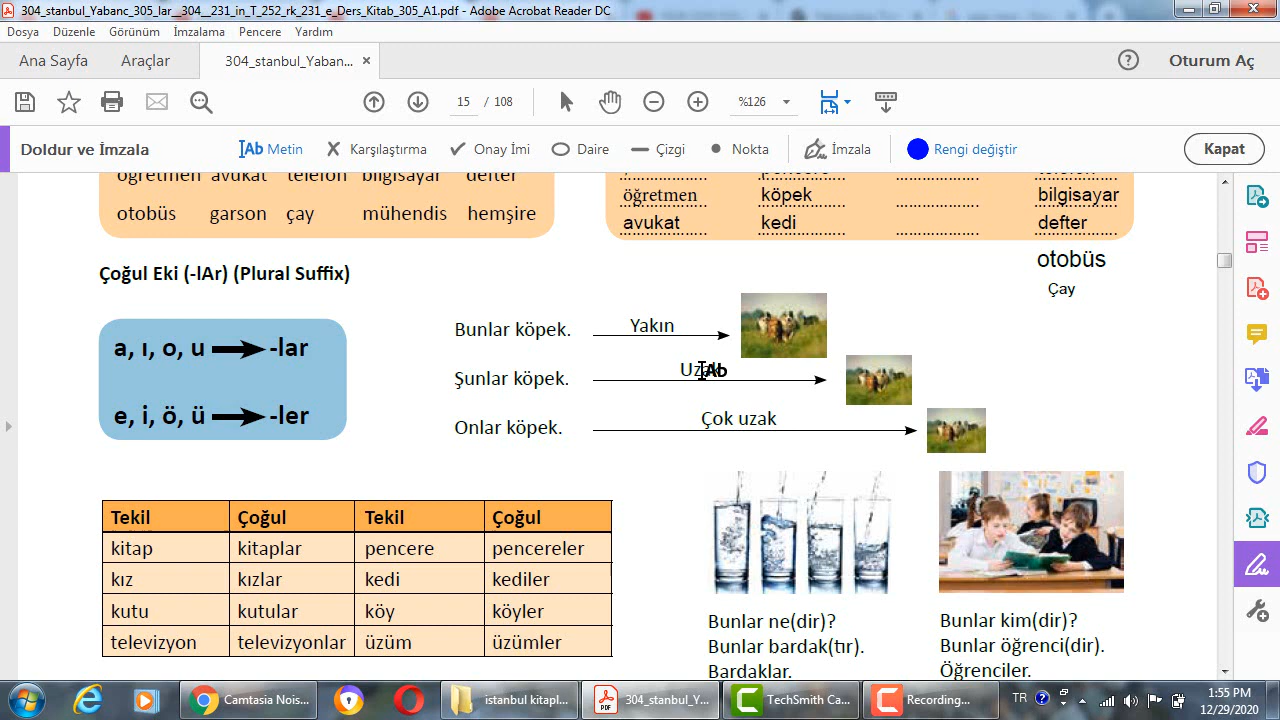 304_stanbul_Yabanc_305_lar__304__231_in_T_252_rk_231_e_Ders_Kitab_305_A1.pdf - Adobe Acrobat Reader DC
Dosya Düzenle Görünüm İmzalama Pencere Yardım
Ana Sayfa Araçlar 304_stanbul_Yaban... × ? Oturum Aç
15 / 108 %126
Doldur ve İmzala Ab Metin Karşılaştırma Onay İmi Daire Çizgi Nokta İmzala Rengi değiştir Kapat
öğretmen avukat telefon bilgisayar defter
otobüs garson çay mühendis hemşire
öğretmen köpek bilgisayar
avukat kedi defter
otobüs
Çay
Çoğul Eki (-lAr) (Plural Suffix)
a, ı, o, u -lar
e, i, ö, ü -ler
Bunlar köpek. Yakın
Şunlar köpek. Uzak
Onlar köpek. Çok uzak
Tekil Çoğul Tekil Çoğul
kitap kitaplar pencere pencereler
kız kızlar kedi kediler
kutu kutular köy köyler
televizyon televizyonlar üzüm üzümler
Bunlar ne(dir)?
Bunlar bardak(tır).
Bardaklar.
Bunlar kim(dir)?
Bunlar öğrenci(dir).
Öğrenciler.
Camtasia Nois... istanbul kitapl... 304_stanbul_Y... TechSmith Ca... Recording... TR 1:55 PM
12/29/2020